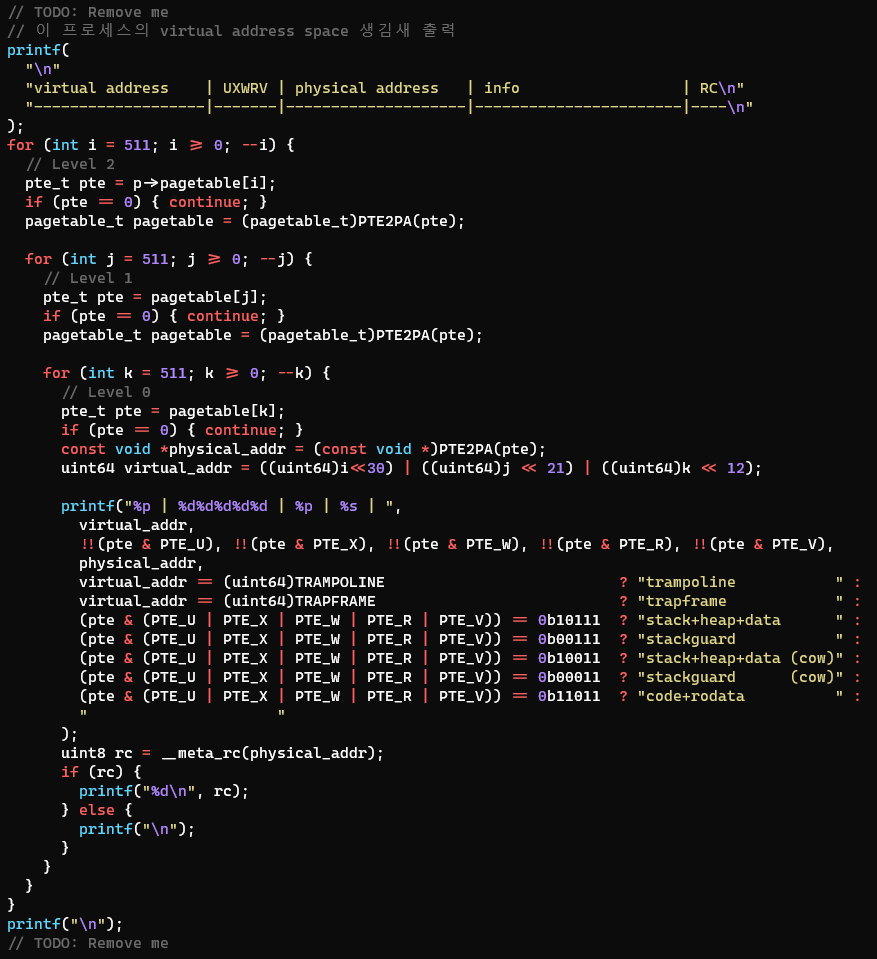 // TODO: Remove me
// 이 프로세스의 virtual address space 생김새 출력
printf(
  "\n"
  "virtual address    | UXWRV | physical address   | info                  | RC\n"
  "-------------------|-------|--------------------|-----------------------|----\n"
);
for (int i = 511; i >= 0; --i) {
  // Level 2
  pte_t pte = p->pagetable[i];
  if (pte == 0) { continue; }
  pagetable_t pagetable = (pagetable_t)PTE2PA(pte);

  for (int j = 511; j >= 0; --j) {
    // Level 1
    pte_t pte = pagetable[j];
    if (pte == 0) { continue; }
    pagetable_t pagetable = (pagetable_t)PTE2PA(pte);

    for (int k = 511; k >= 0; --k) {
      // Level 0
      pte_t pte = pagetable[k];
      if (pte == 0) { continue; }
      const void *physical_addr = (const void *)PTE2PA(pte);
      uint64 virtual_addr = ((uint64)i<<30) | ((uint64)j << 21) | ((uint64)k << 12);

      printf("%p | %d%d%d%d%d | %p | %s | ",
        virtual_addr,
        !!(pte & PTE_U), !!(pte & PTE_X), !!(pte & PTE_W), !!(pte & PTE_R), !!(pte & PTE_V),
        physical_addr,
        virtual_addr == (uint64)TRAMPOLINE                          ? "trampoline           " :
        virtual_addr == (uint64)TRAPFRAME                           ? "trapframe            " :
        (pte & (PTE_U | PTE_X | PTE_W | PTE_R | PTE_V)) == 0b10111  ? "stack+heap+data      " :
        (pte & (PTE_U | PTE_X | PTE_W | PTE_R | PTE_V)) == 0b00111  ? "stackguard           " :
        (pte & (PTE_U | PTE_X | PTE_W | PTE_R | PTE_V)) == 0b10011  ? "stack+heap+data (cow)" :
        (pte & (PTE_U | PTE_X | PTE_W | PTE_R | PTE_V)) == 0b00011  ? "stackguard      (cow)" :
        (pte & (PTE_U | PTE_X | PTE_W | PTE_R | PTE_V)) == 0b11011  ? "code+rodata          " :
        "                     "
      );
      uint8 rc = __meta_rc(physical_addr);
      if (rc) {
        printf("%d\n", rc);
      } else {
        printf("\n");
      }
    }
  }
}
printf("\n");
// TODO: Remove me